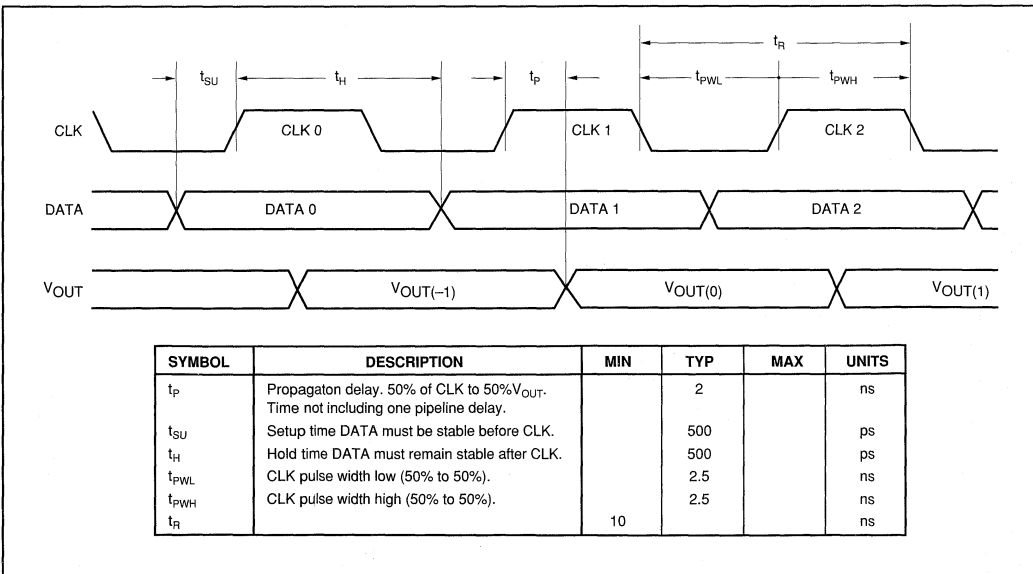 t_R
t_SU t_H t_P t_PWL t_PWH
CLK CLK 0 CLK 1 CLK 2
DATA DATA 0 DATA 1 DATA 2
V_OUT V_OUT(–1) V_OUT(0) V_OUT(1)
SYMBOL DESCRIPTION MIN TYP MAX UNITS
t_P Propagaton delay. 50% of CLK to 50%V_OUT. 2 ns
Time not including one pipeline delay.
t_SU Setup time DATA must be stable before CLK. 500 ps
t_H Hold time DATA must remain stable after CLK. 500 ps
t_PWL CLK pulse width low (50% to 50%). 2.5 ns
t_PWH CLK pulse width high (50% to 50%). 2.5 ns
t_R 10 ns